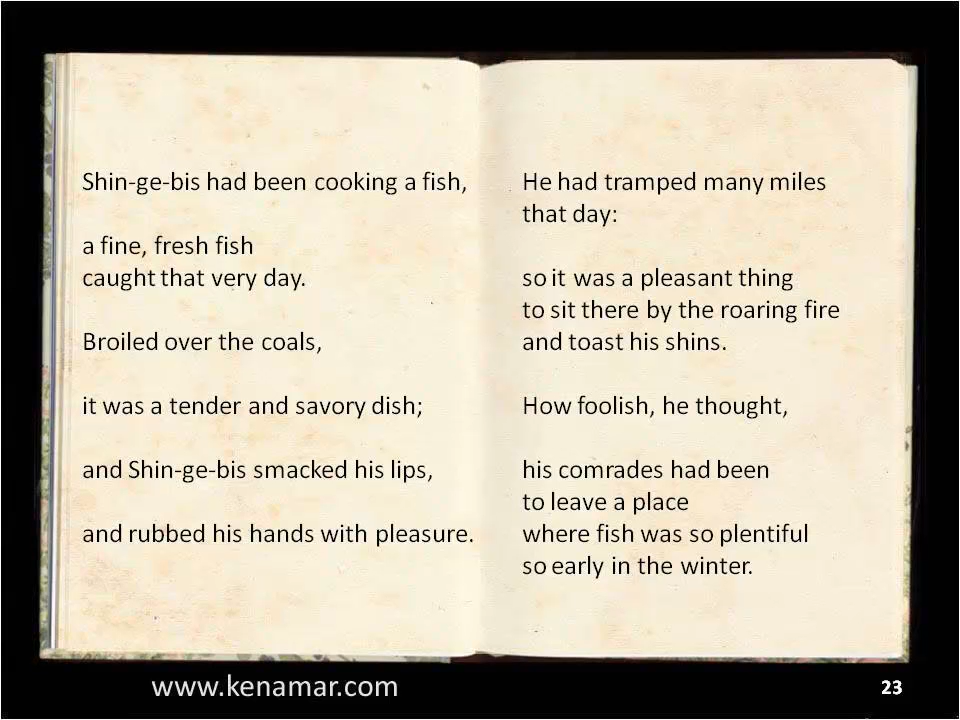 Shin-ge-bis had been cooking a fish,
a fine, fresh fish
caught that very day.
Broiled over the coals,
it was a tender and savory dish;
and Shin-ge-bis smacked his lips,
and rubbed his hands with pleasure.
He had tramped many miles
that day:
so it was a pleasant thing
to sit there by the roaring fire
and toast his shins.
How foolish, he thought,
his comrades had been
to leave a place
where fish was so plentiful
so early in the winter.
www.kenamar.com
23